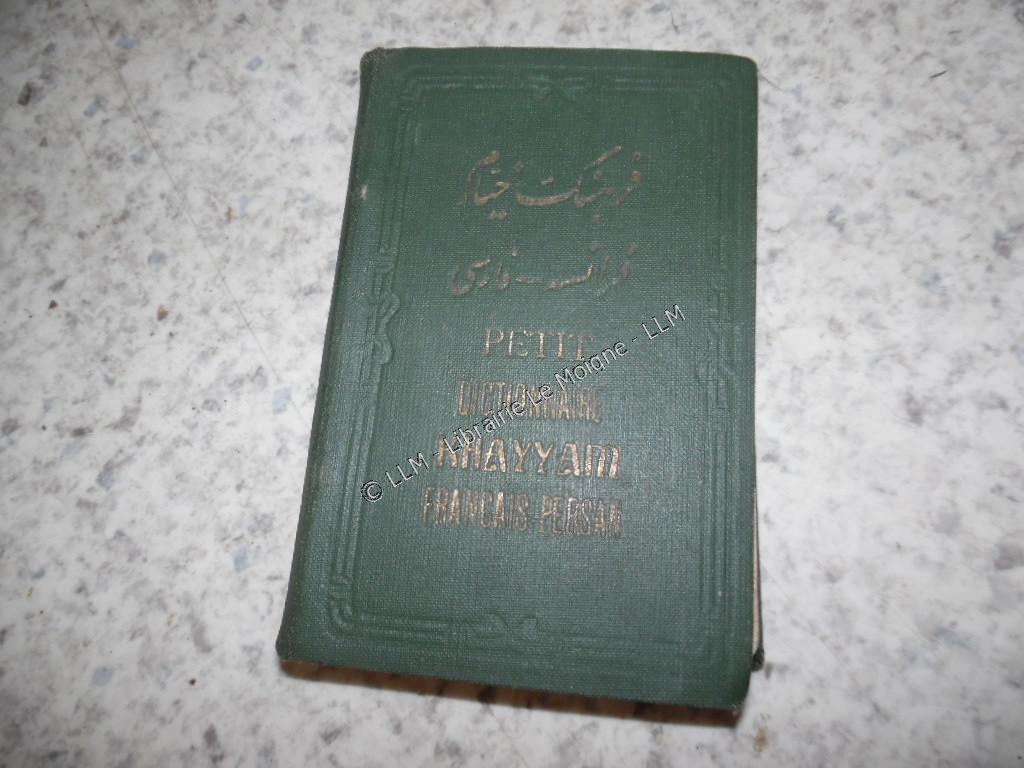 فرهنگ خیام
فرانسه - فارسی
PETIT
DICTIONNAIRE
KHAYYAM
FRANÇAIS-PERSAN
© LLM - Librairie Le Moigne - LLM